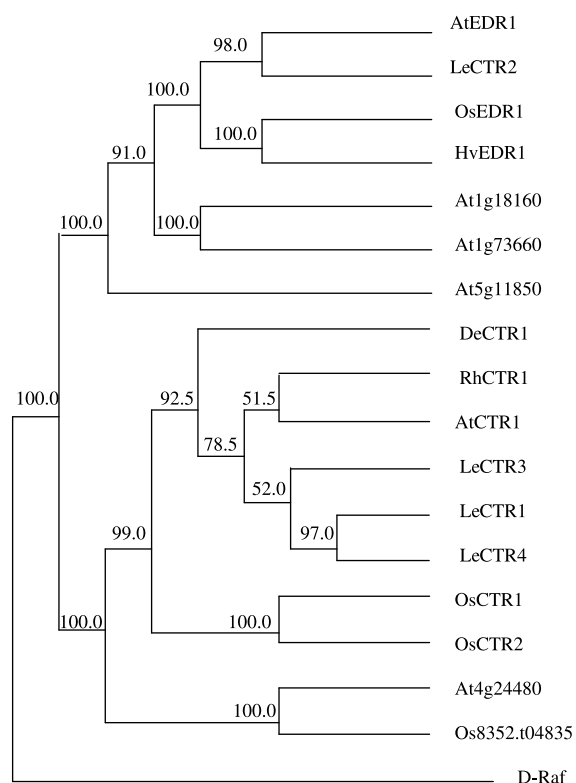 AtEDR1
98.0
LeCTR2
100.0
OsEDR1
100.0
HvEDR1
91.0
At1g18160
100.0
100.0
At1g73660
At5g11850
DeCTR1
RhCTR1
100.0
92.5
51.5
AtCTR1
78.5
LeCTR3
52.0
LeCTR1
99.0
97.0
LeCTR4
OsCTR1
100.0
100.0
OsCTR2
At4g24480
100.0
Os8352.t04835
D-Raf